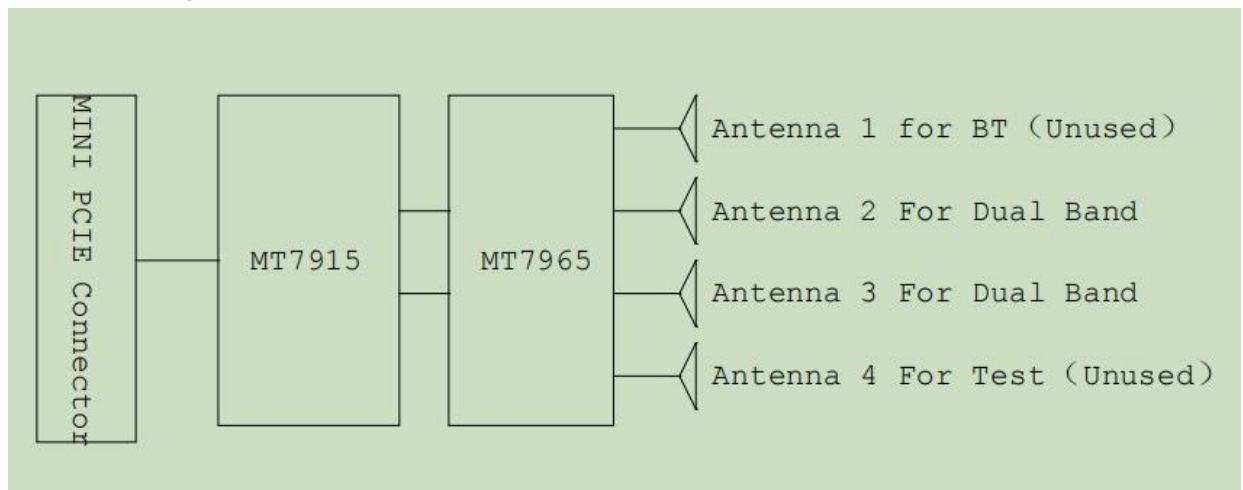 MINI PCIE Connector
MT7915
MT7965
Antenna 1 for BT（Unused）
Antenna 2 For Dual Band
Antenna 3 For Dual Band
Antenna 4 For Test（Unused）